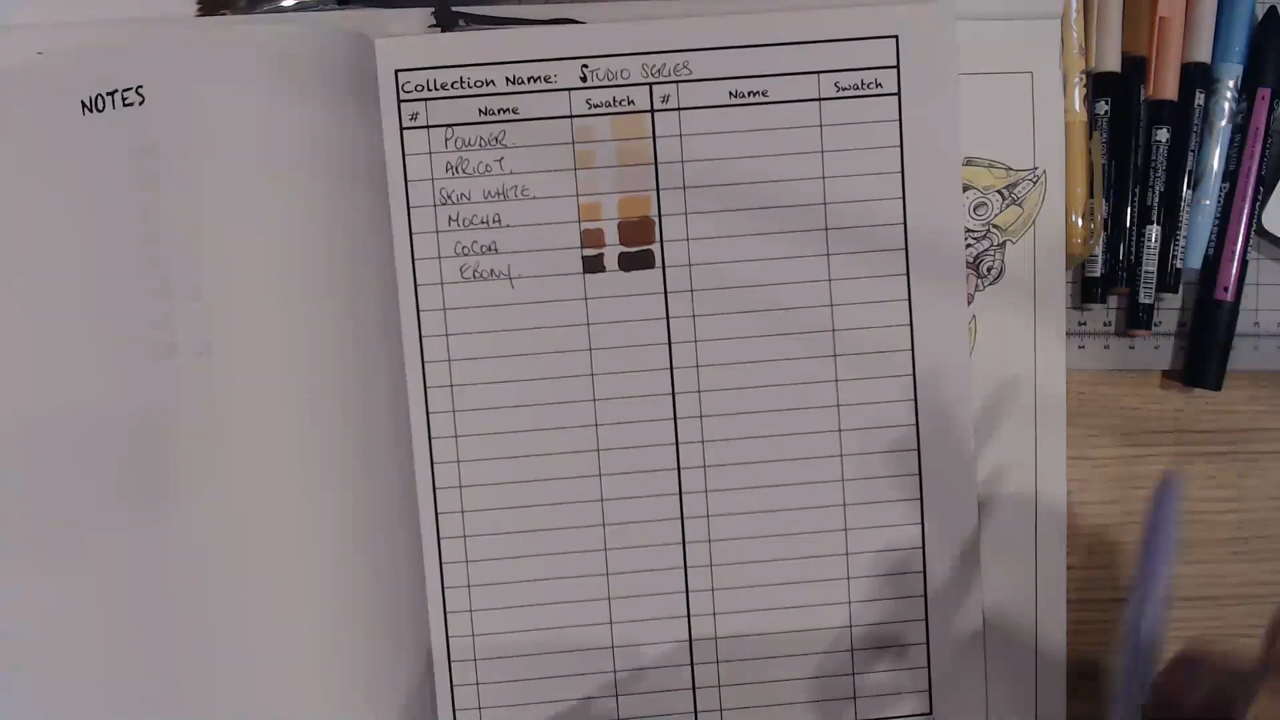 NOTES
Collection Name: STUDIO SERIES
# Name Swatch # Name Swatch
POWDER.
APRICOT.
SKIN WHITE.
MOCHA.
COCOA
EBONY.